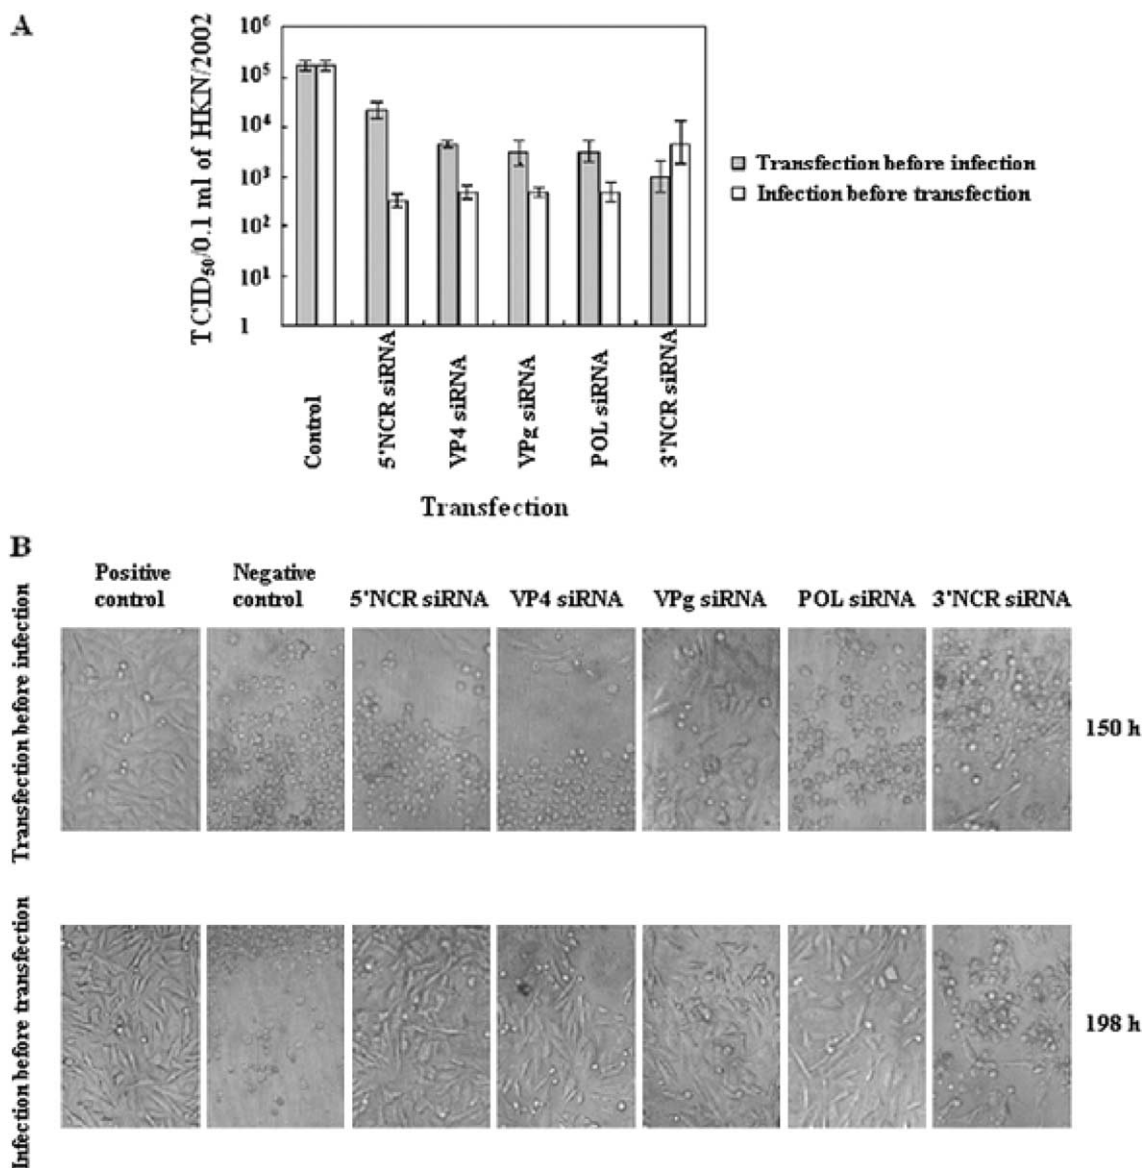 A
TCID₅₀/0.1 ml of HKN/2002
10⁶
10⁵
10⁴
10³
10²
10¹
1
Transfection before infection
Infection before transfection
Control
5'NCR siRNA
VP4 siRNA
VPg siRNA
POL siRNA
3'NCR siRNA
Transfection
B
Positive control
Negative control
5'NCR siRNA
VP4 siRNA
VPg siRNA
POL siRNA
3'NCR siRNA
Transfection before infection
150 h
Infection before transfection
198 h